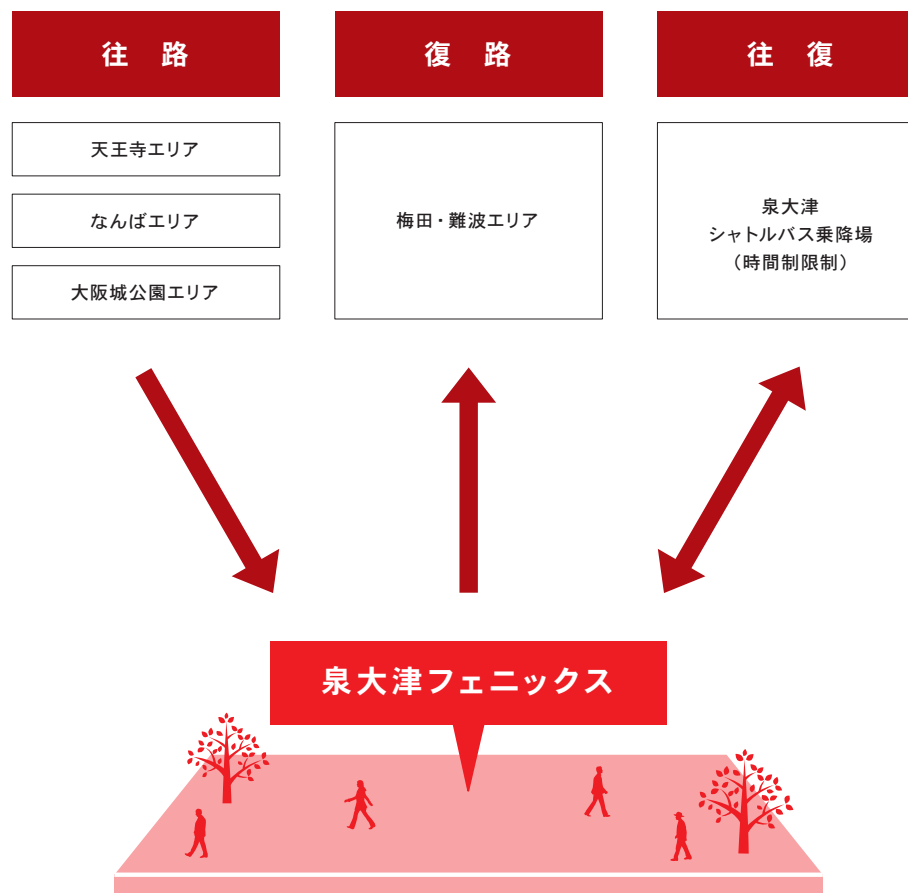 往 路
復 路
往 復
天王寺エリア
なんばエリア
大阪城公園エリア
梅田・難波エリア
泉大津
シャトルバス乗降場
（時間制限制）
泉大津フェニックス